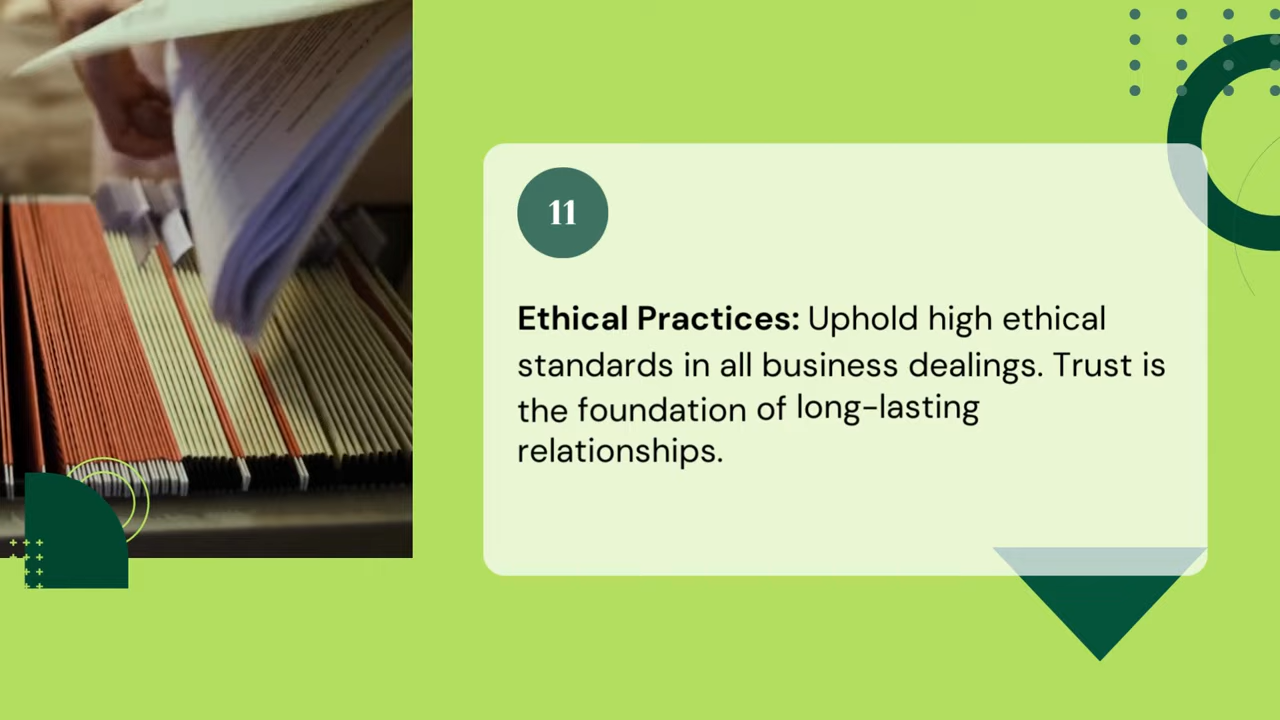 11
Ethical Practices: Uphold high ethical
standards in all business dealings. Trust is
the foundation of long-lasting
relationships.